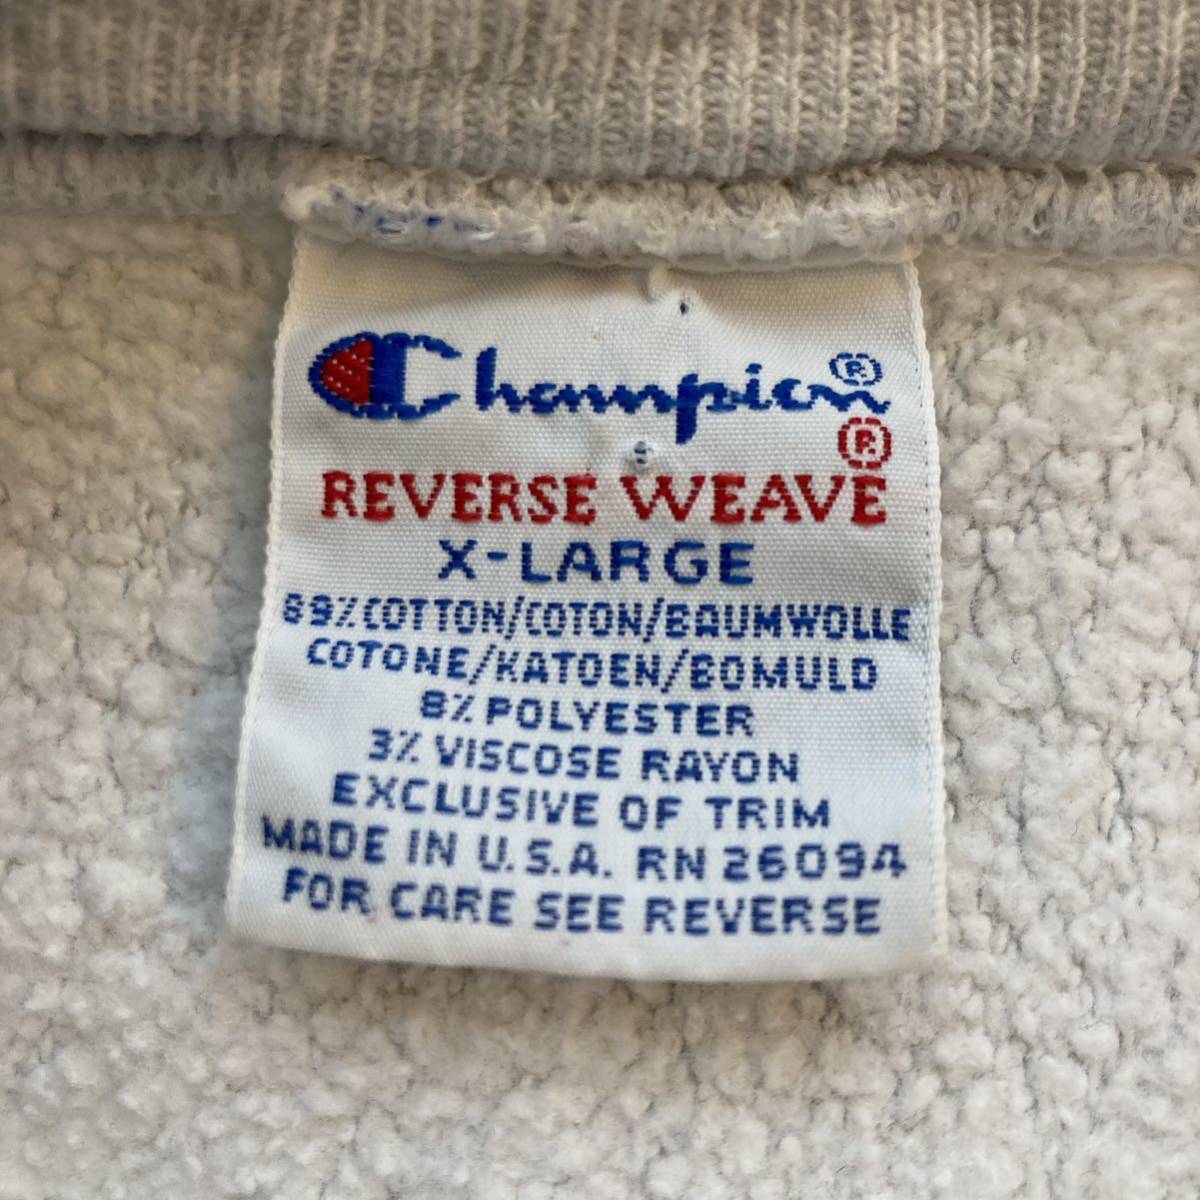 Champion®
®
REVERSE WEAVE
X-LARGE
89% COTTON/COTON/BAUMWOLLE
COTONE/KATOEN/BOMULD
8% POLYESTER
3% VISCOSE RAYON
EXCLUSIVE OF TRIM
MADE IN U.S.A. RN 26094
FOR CARE SEE REVERSE